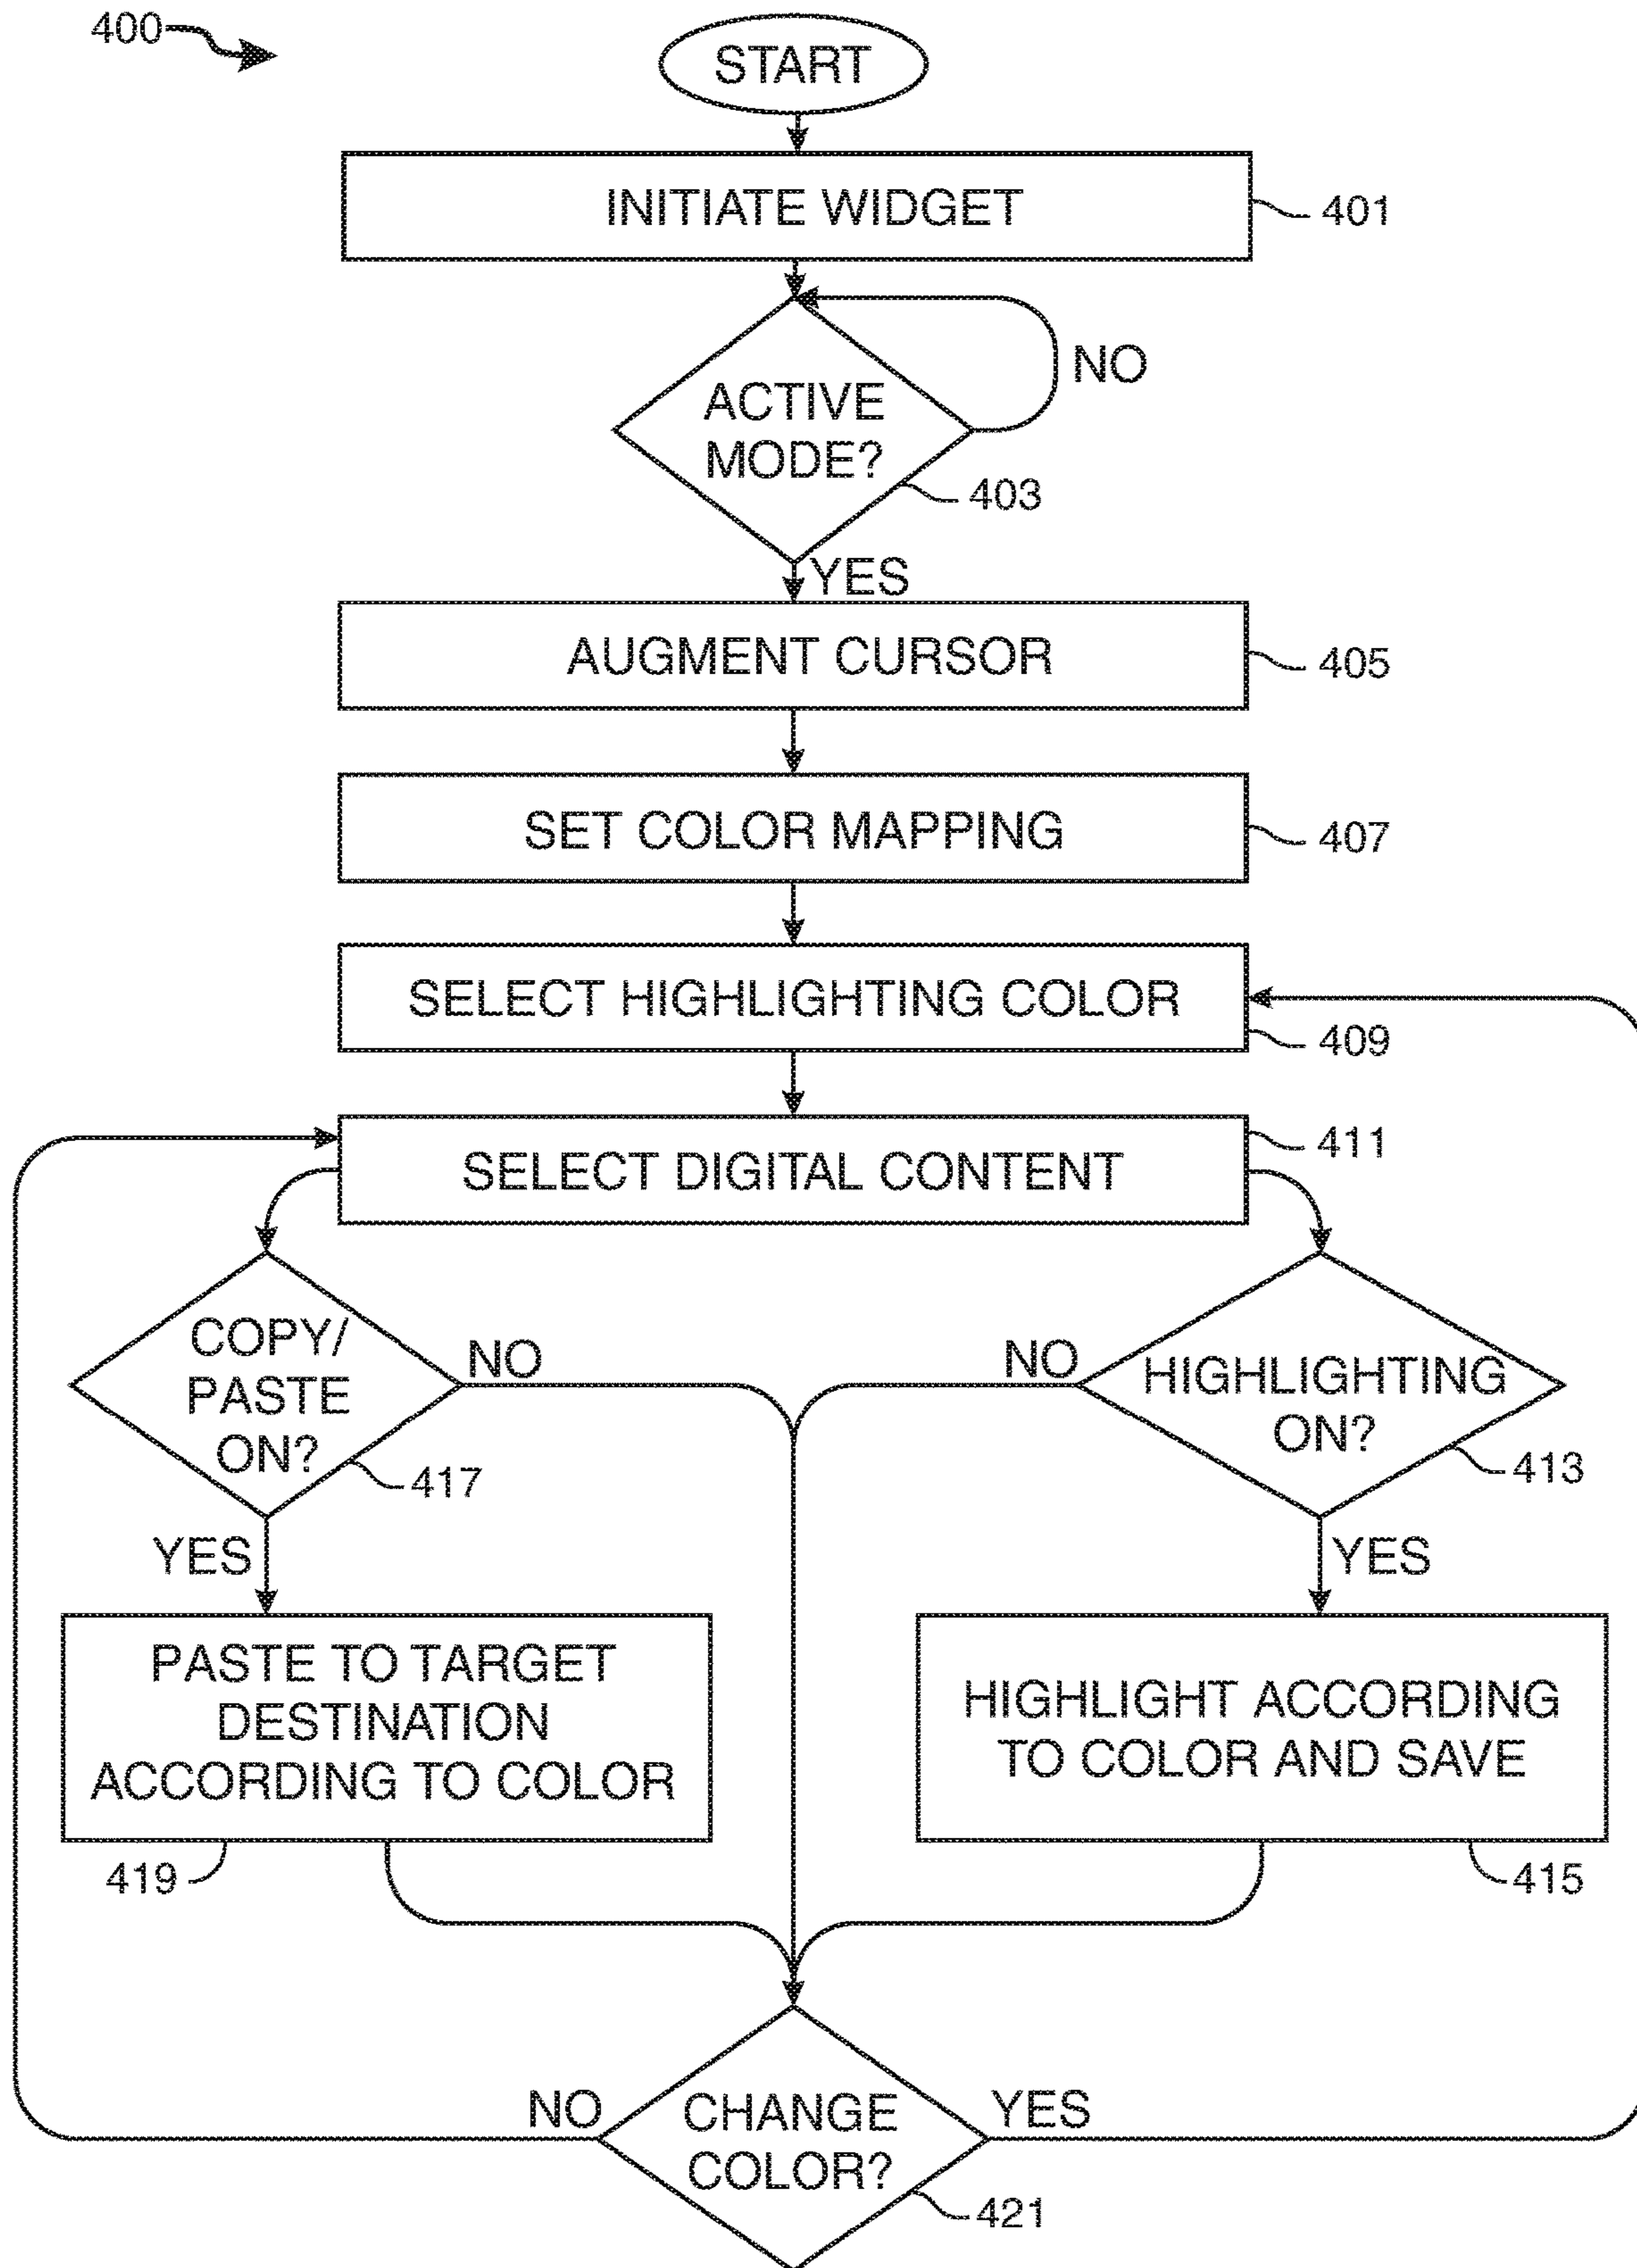 400
START
INITIATE WIDGET
401
ACTIVE
MODE?
NO
403
YES
AUGMENT CURSOR
405
SET COLOR MAPPING
407
SELECT HIGHLIGHTING COLOR
409
SELECT DIGITAL CONTENT
411
COPY/
PASTE
ON?
NO
417
YES
NO
HIGHLIGHTING
ON?
413
YES
PASTE TO TARGET
DESTINATION
ACCORDING TO COLOR
419
HIGHLIGHT ACCORDING
TO COLOR AND SAVE
415
NO
CHANGE
COLOR?
YES
421